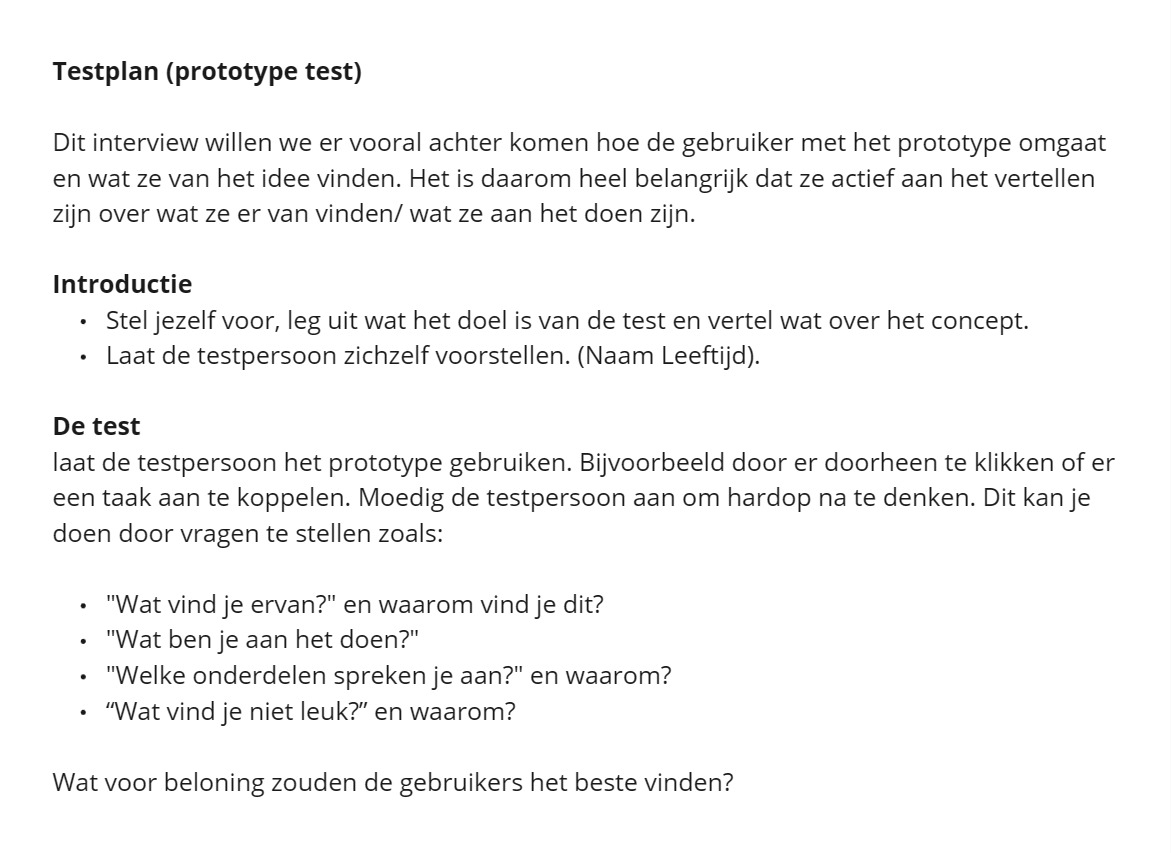 Testplan (prototype test)
Dit interview willen we er vooral achter komen hoe de gebruiker met het prototype omgaat
en wat ze van het idee vinden. Het is daarom heel belangrijk dat ze actief aan het vertellen
zijn over wat ze er van vinden/ wat ze aan het doen zijn.
Introductie
• Stel jezelf voor, leg uit wat het doel is van de test en vertel wat over het concept.
• Laat de testpersoon zichzelf voorstellen. (Naam Leeftijd).
De test
laat de testpersoon het prototype gebruiken. Bijvoorbeeld door er doorheen te klikken of er
een taak aan te koppelen. Moedig de testpersoon aan om hardop na te denken. Dit kan je
doen door vragen te stellen zoals:
• "Wat vind je ervan?" en waarom vind je dit?
• "Wat ben je aan het doen?"
• "Welke onderdelen spreken je aan?" en waarom?
• “Wat vind je niet leuk?” en waarom?
Wat voor beloning zouden de gebruikers het beste vinden?